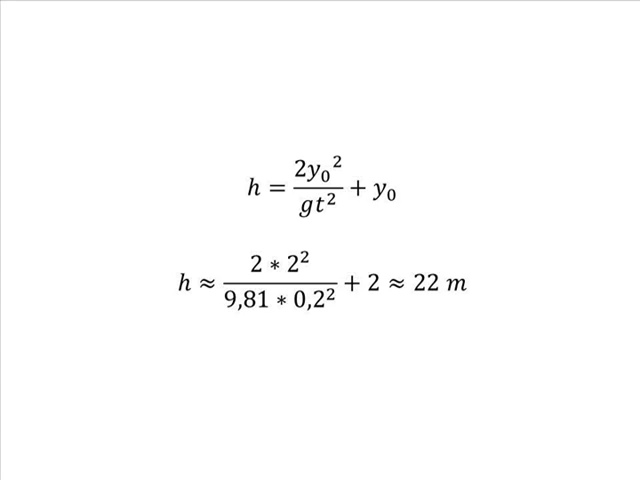 h = 2y₀²/gt² + y₀
h ≈ 2 * 2²/9,81 * 0,2² + 2 ≈ 22 m